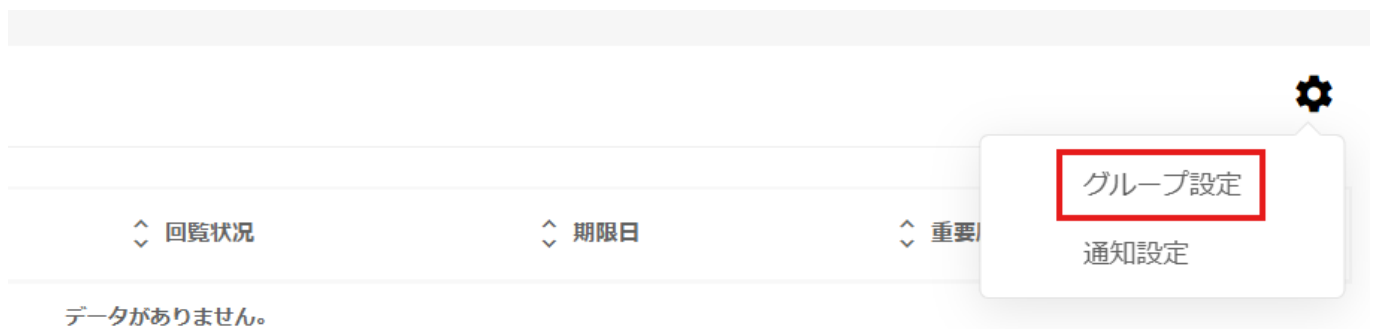 グループ設定
回覧状況 期限日 重要
通知設定
データがありません。